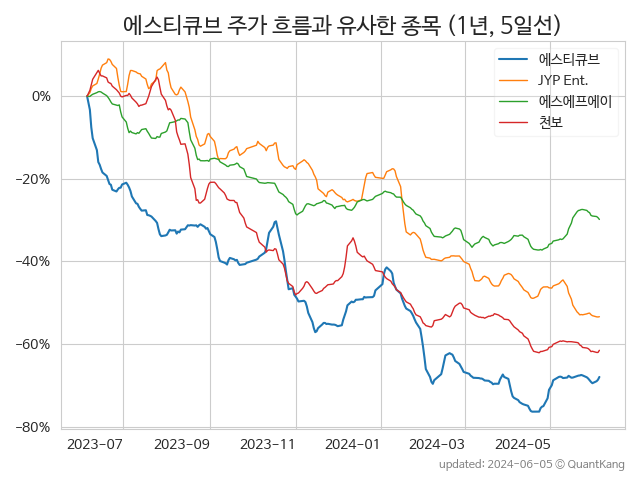 에스티큐브 주가 흐름과 유사한 종목 (1년, 5일선)
에스티큐브
JYP Ent.
에스에프에이
천보
0%
−20%
−40%
−60%
−80%
2023-07 2023-09 2023-11 2024-01 2024-03 2024-05
updated: 2024-06-05 © QuantKang